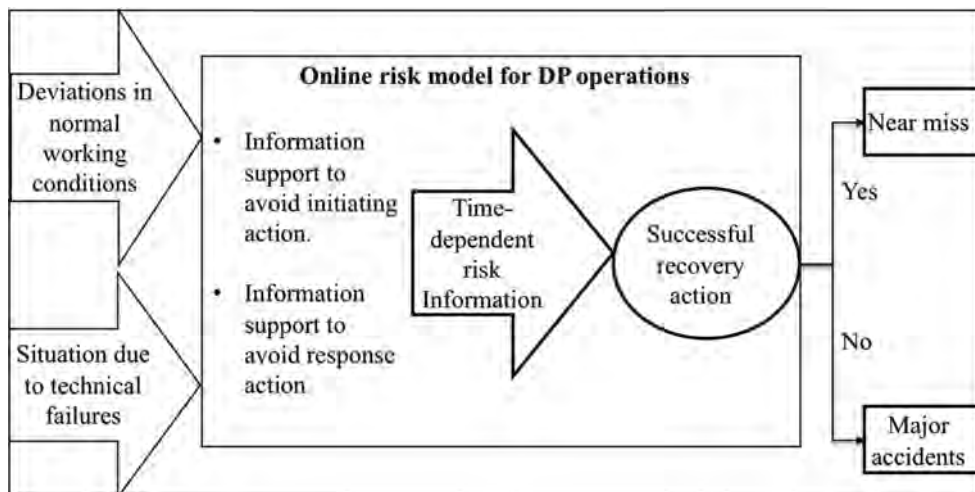 Deviations in
normal
working
conditions
Situation due
to technical
failures
Online risk model for DP operations
• Information
support to
avoid initiating
action.
• Information
support to
avoid response
action
Time-
dependent
risk
Information
Successful
recovery
action
Near miss
Yes
No
Major
accidents